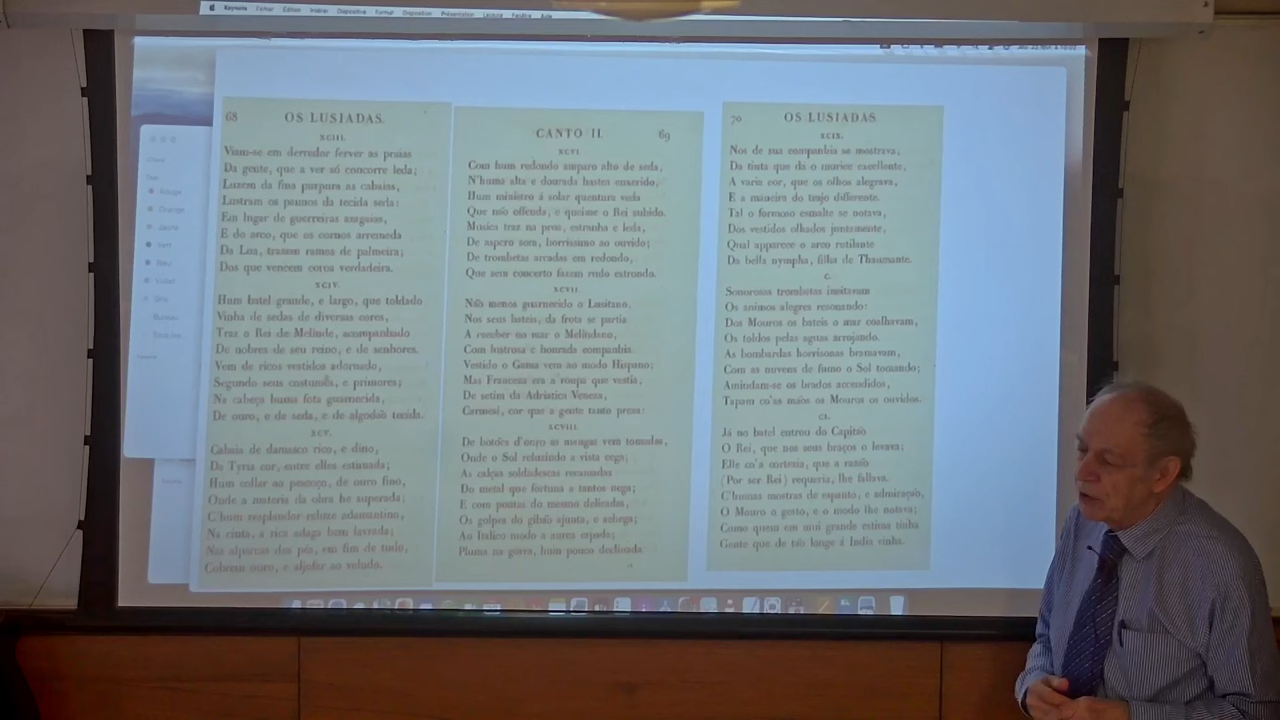 Keynote Fichier Édition Insérer Diapositive Format Disposition Présentation Lecture Fenêtre Aide
Rouge
Orange
Jaune
Vert
Bleu
Violet
Gris
Bureau
68 OS LUSIADAS.
XCIII.
Viam-se em derredor ferver as praias
Da gente, que a ver só concorre leda;
Luzem da fina purpura as cabaias,
Lustram os pannos da tecida seda:
Em lugar de guerreiras azagaias,
E do arco, que os cornos arremeda
Da Lua, trazem ramos de palmeira;
Dos que vencem coroa verdadeira.
XCIV.
Hum batel grande, e largo, que toldado
Vinha de sedas de diversas cores,
Traz o Rei de Melinde, acompanhado
De nobres de seu reino, e de senhores.
Vem de ricos vestidos adornado,
Segundo seus costumes, e primores;
Na cabeça huma fota guarnecida,
De ouro, e de seda, e de algodão tecida.
XCV.
Cabaia de damasco rico, e dino,
Da Tyria cor, entre elles estimada;
Hum collar ao pescoço, de ouro fino,
Onde a materia da obra he superada;
C'hum resplendor reluze adamantino,
Na cinta, a rica adaga bem lavrada;
Nas alparcas dos pés, em fim de tudo,
Cobrem ouro, e aljofar ao veludo.
CANTO II. 69
XCVI.
Com hum redondo amparo alto de seda,
N'huma alta e dourada hastea enxerido,
Hum ministro á solar quentura veda
Que não offenda, e queime o Rei subido.
Musica traz na proa, estranha e leda,
De aspero som, horrissimo ao ouvido;
De trombetas arcadas em redondo,
Que sem concerto fazem rudo estrondo.
XCVII.
Não menos guarnecido o Lusitano,
Nos seus bateis, da frota se partia
A receber no mar o Melindano,
Com lustrosa e honrada companhia.
Vestido o Gama vem ao modo Hispano;
Mas Franceza era a roupa que vestia,
De setim da Adriatica Veneza,
Carmesi, cor que a gente tanto preza:
XCVIII.
De botões d'ouro as mangas vem tomadas,
Onde o Sol reluzindo a vista cega;
As calças soldadescas recamadas
Do metal que fortuna a tantos nega;
E com pontas do mesmo delicadas,
Os golpes do gibão ajunta, e achega;
Ao Italico modo a aurea espada;
Pluma na gorra, hum pouco declinada
70 OS LUSIADAS.
XCIX.
Nos de sua companhia se mostrava,
Da tinta que da o murice excellente,
A varia cor, que os olhos alegrava,
E a maneira do trajo differente.
Tal o formoso esmalte se notava,
Dos vestidos olhados juntamente,
Qual apparece o arco rutilante
Da bella nympha, filha de Thaumante.
C.
Sonorosas trombetas incitavam
Os animos alegres resonando:
Dos Mouros os bateis o mar coalhavam,
Os toldos pelas aguas arrojando.
As bombardas horrisonas bramavam,
Com as nuvens de fumo o Sol tomando;
Amiudam-se os brados accendidos,
Tapam co'as mãos os Mouros os ouvidos.
CI.
Já no batel entrou do Capitão
O Rei, que nos seus braços o levava;
Elle co'a cortezia, que a razão
(Por ser Rei) requeria, lhe fallava.
C'humas mostras de espanto, e admiração,
O Mouro o gesto, e o modo lhe notava;
Como quem em mui grande estima tinha
Gente que de tão longe á India vinha.